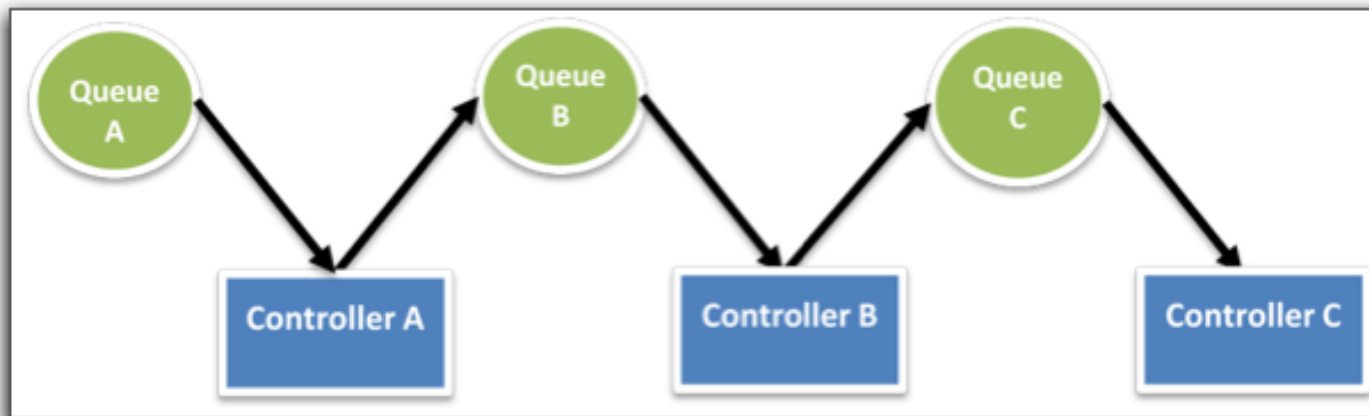 Queue
A
Queue
B
Queue
C
Controller A
Controller B
Controller C